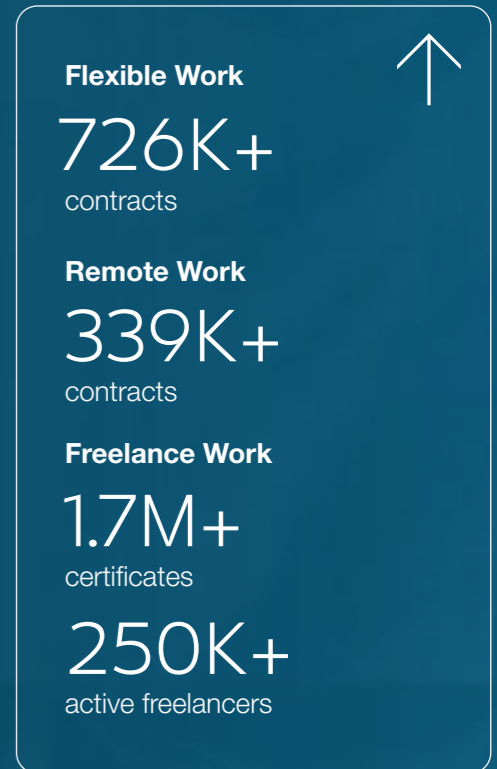 Flexible Work
726K+
contracts
Remote Work
339K+
contracts
Freelance Work
1.7M+
certificates
250K+
active freelancers